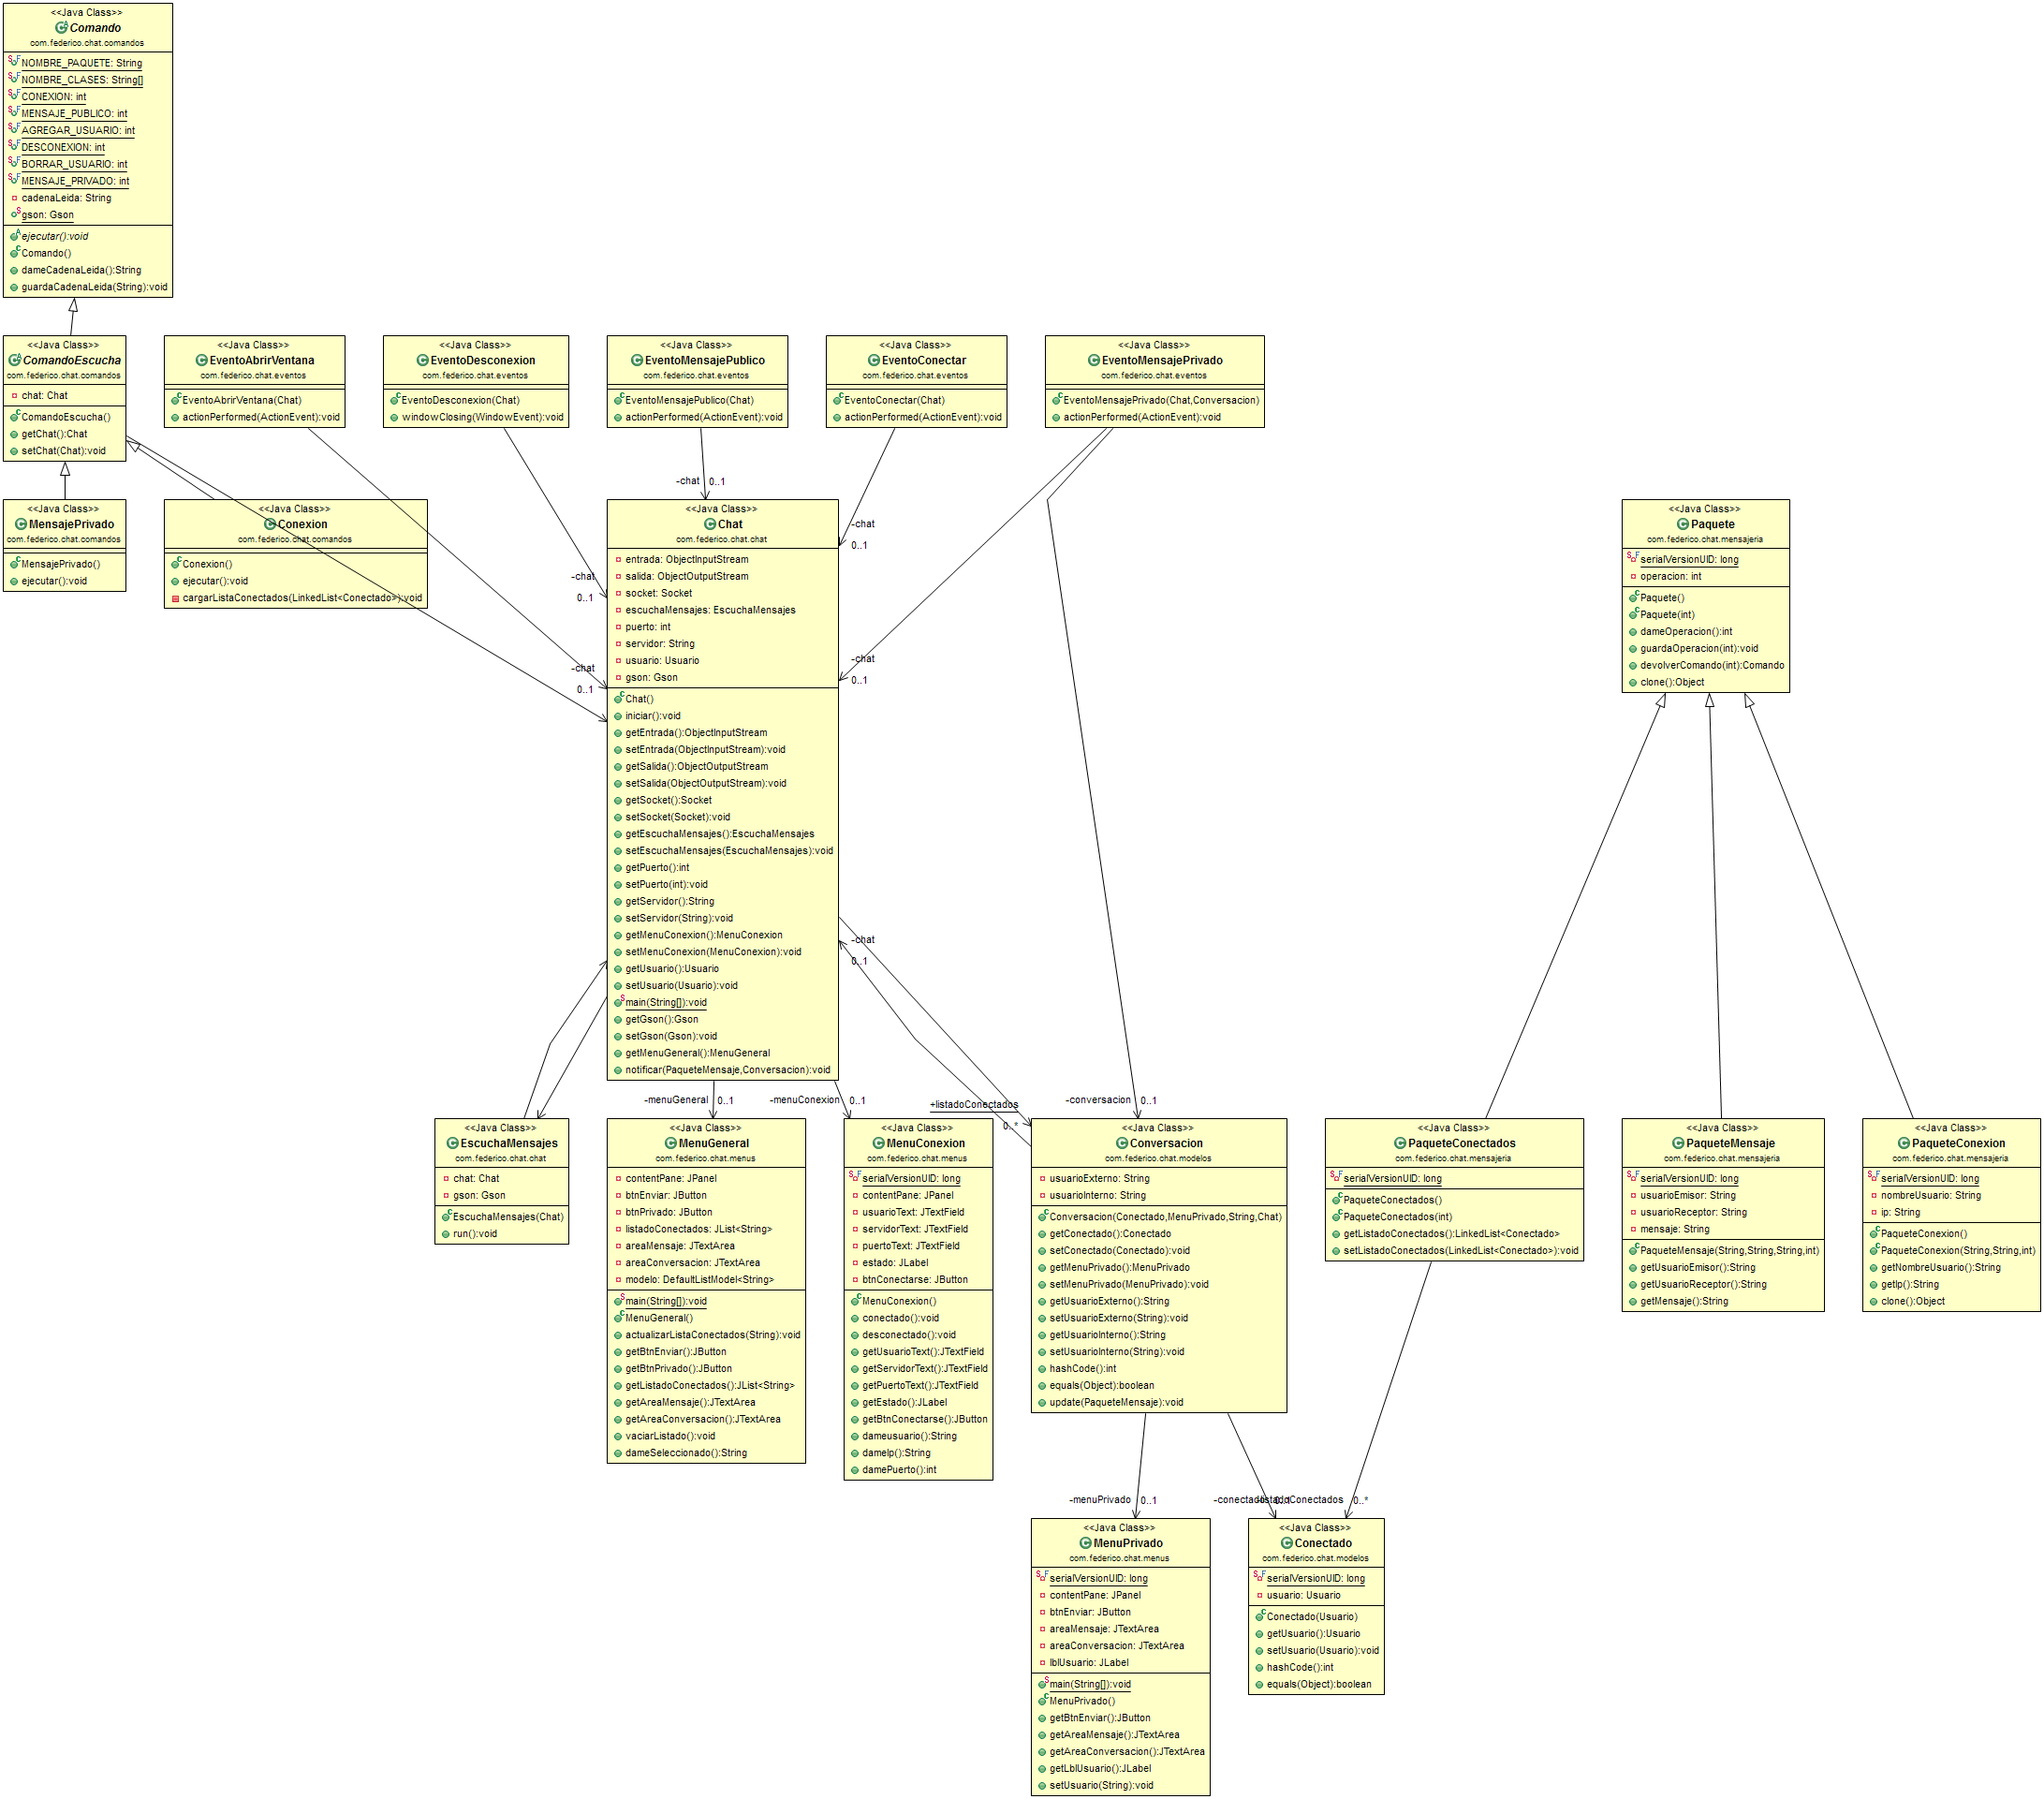 <<Java Class>>
Comando
com.federico.chat.comandos
NOMBRE_PAQUETE: String
NOMBRE_CLASES: String[]
CONEXION: int
MENSAJE_PUBLICO: int
AGREGAR_USUARIO: int
DESCONEXION: int
BORRAR_USUARIO: int
MENSAJE_PRIVADO: int
cadenaLeida: String
gson: Gson
ejecutar():void
Comando()
dameCadenaLeida():String
guardaCadenaLeida(String):void
<<Java Class>>
ComandoEscucha
com.federico.chat.comandos
chat: Chat
ComandoEscucha()
getChat():Chat
setChat(Chat):void
<<Java Class>>
EventoAbrirVentana
com.federico.chat.eventos
EventoAbrirVentana(Chat)
actionPerformed(ActionEvent):void
<<Java Class>>
EventoDesconexion
com.federico.chat.eventos
EventoDesconexion(Chat)
windowClosing(WindowEvent):void
<<Java Class>>
EventoMensajePublico
com.federico.chat.eventos
EventoMensajePublico(Chat)
actionPerformed(ActionEvent):void
<<Java Class>>
EventoConectar
com.federico.chat.eventos
EventoConectar(Chat)
actionPerformed(ActionEvent):void
<<Java Class>>
EventoMensajePrivado
com.federico.chat.eventos
EventoMensajePrivado(Chat,Conversacion)
actionPerformed(ActionEvent):void
-chat 0..1
-chat
0..1
-chat
0..1
-chat
0..1
-chat
0..1
-chat
0..1
<<Java Class>>
MensajePrivado
com.federico.chat.comandos
MensajePrivado()
ejecutar():void
<<Java Class>>
Conexion
com.federico.chat.comandos
Conexion()
ejecutar():void
cargarListaConectados(LinkedList<Conectado>):void
<<Java Class>>
Chat
com.federico.chat.chat
entrada: ObjectInputStream
salida: ObjectOutputStream
socket: Socket
escuchaMensajes: EscuchaMensajes
puerto: int
servidor: String
usuario: Usuario
gson: Gson
Chat()
iniciar():void
getEntrada():ObjectInputStream
setEntrada(ObjectInputStream):void
getSalida():ObjectOutputStream
setSalida(ObjectOutputStream):void
getSocket():Socket
setSocket(Socket):void
getEscuchaMensajes():EscuchaMensajes
setEscuchaMensajes(EscuchaMensajes):void
getPuerto():int
setPuerto(int):void
getServidor():String
setServidor(String):void
getMenuConexion():MenuConexion
setMenuConexion(MenuConexion):void
getUsuario():Usuario
setUsuario(Usuario):void
main(String[]):void
getGson():Gson
setGson(Gson):void
getMenuGeneral():MenuGeneral
notificar(PaqueteMensaje,Conversacion):void
<<Java Class>>
Paquete
com.federico.chat.mensajeria
serialVersionUID: long
operacion: int
Paquete()
Paquete(int)
dameOperacion():int
guardaOperacion(int):void
devolverComando(int):Comando
clone():Object
-menuGeneral 0..1
-menuConexion 0..1
+listadoConectados
0..*
-conversacion 0..1
<<Java Class>>
EscuchaMensajes
com.federico.chat.chat
chat: Chat
gson: Gson
EscuchaMensajes(Chat)
run():void
<<Java Class>>
MenuGeneral
com.federico.chat.menus
contentPane: JPanel
btnEnviar: JButton
btnPrivado: JButton
listadoConectados: JList<String>
areaMensaje: JTextArea
areaConversacion: JTextArea
modelo: DefaultListModel<String>
main(String[]):void
MenuGeneral()
actualizarListaConectados(String):void
getBtnEnviar():JButton
getBtnPrivado():JButton
getListadoConectados():JList<String>
getAreaMensaje():JTextArea
getAreaConversacion():JTextArea
vaciarListado():void
dameSeleccionado():String
<<Java Class>>
MenuConexion
com.federico.chat.menus
serialVersionUID: long
contentPane: JPanel
usuarioText: JTextField
servidorText: JTextField
puertoText: JTextField
estado: JLabel
btnConectarse: JButton
MenuConexion()
conectado():void
desconectado():void
getUsuarioText():JTextField
getServidorText():JTextField
getPuertoText():JTextField
getEstado():JLabel
getBtnConectarse():JButton
dameusuario():String
dameIp():String
damePuerto():int
<<Java Class>>
Conversacion
com.federico.chat.modelos
usuarioExterno: String
usuarioInterno: String
Conversacion(Conectado,MenuPrivado,String,Chat)
getConectado():Conectado
setConectado(Conectado):void
getMenuPrivado():MenuPrivado
setMenuPrivado(MenuPrivado):void
getUsuarioExterno():String
setUsuarioExterno(String):void
getUsuarioInterno():String
setUsuarioInterno(String):void
hashCode():int
equals(Object):boolean
update(PaqueteMensaje):void
<<Java Class>>
PaqueteConectados
com.federico.chat.mensajeria
serialVersionUID: long
PaqueteConectados()
PaqueteConectados(int)
getListadoConectados():LinkedList<Conectado>
setListadoConectados(LinkedList<Conectado>):void
<<Java Class>>
PaqueteMensaje
com.federico.chat.mensajeria
serialVersionUID: long
usuarioEmisor: String
usuarioReceptor: String
mensaje: String
PaqueteMensaje(String,String,String,int)
getUsuarioEmisor():String
getUsuarioReceptor():String
getMensaje():String
<<Java Class>>
PaqueteConexion
com.federico.chat.mensajeria
serialVersionUID: long
nombreUsuario: String
ip: String
PaqueteConexion()
PaqueteConexion(String,String,int)
getNombreUsuario():String
getIp():String
clone():Object
-menuPrivado 0..1
-conectado 0..1
-listadoConectados 0..*
<<Java Class>>
MenuPrivado
com.federico.chat.menus
serialVersionUID: long
contentPane: JPanel
btnEnviar: JButton
areaMensaje: JTextArea
areaConversacion: JTextArea
lblUsuario: JLabel
main(String[]):void
MenuPrivado()
getBtnEnviar():JButton
getAreaMensaje():JTextArea
getAreaConversacion():JTextArea
getLblUsuario():JLabel
setUsuario(String):void
<<Java Class>>
Conectado
com.federico.chat.modelos
serialVersionUID: long
usuario: Usuario
Conectado(Usuario)
getUsuario():Usuario
setUsuario(Usuario):void
hashCode():int
equals(Object):boolean